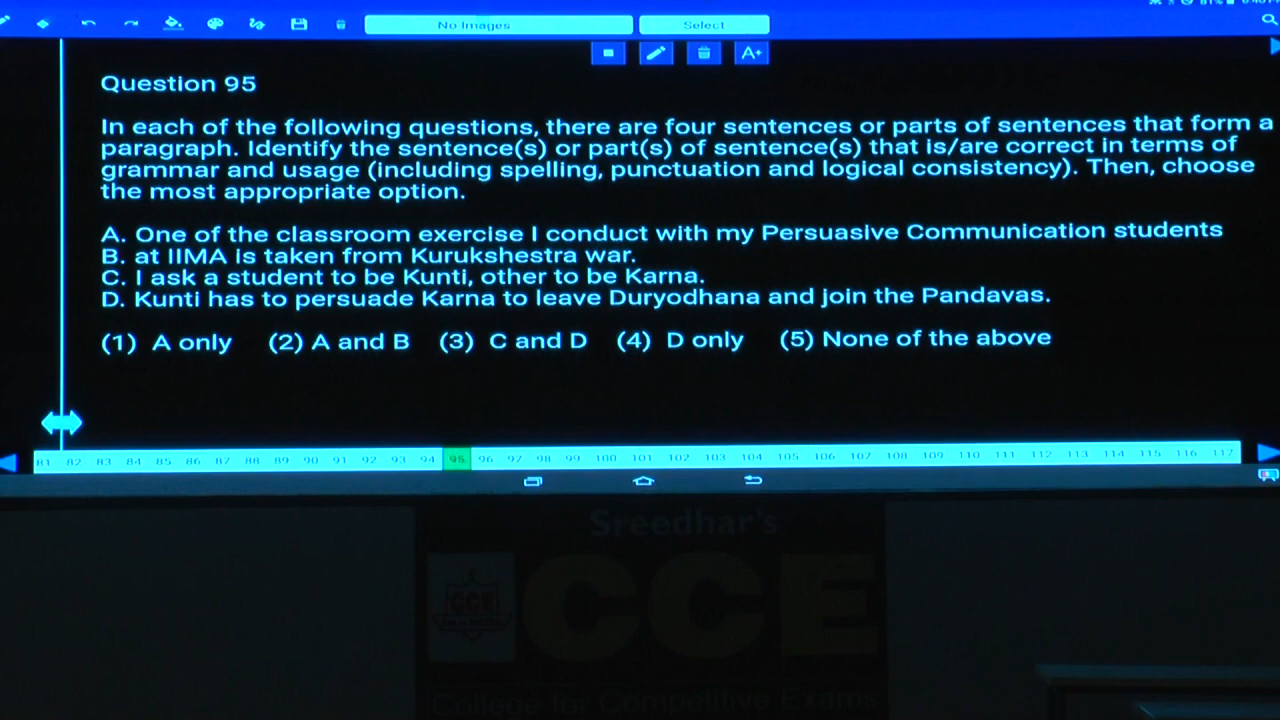 No Images
Select
A+
Question 95
In each of the following questions, there are four sentences or parts of sentences that form a
paragraph. Identify the sentence(s) or part(s) of sentence(s) that is/are correct in terms of
grammar and usage (including spelling, punctuation and logical consistency). Then, choose
the most appropriate option.
A. One of the classroom exercise I conduct with my Persuasive Communication students
B. at IIMA is taken from Kurukshestra war.
C. I ask a student to be Kunti, other to be Karna.
D. Kunti has to persuade Karna to leave Duryodhana and join the Pandavas.
(1) A only (2) A and B (3) C and D (4) D only (5) None of the above
81 82 83 84 85 86 87 88 89 90 91 92 93 94 95 96 97 98 99 100 101 102 103 104 105 106 107 108 109 110 111 112 113 114 115 116 117
Sreedhar's
CCE
CCE
College for Competitive Exams